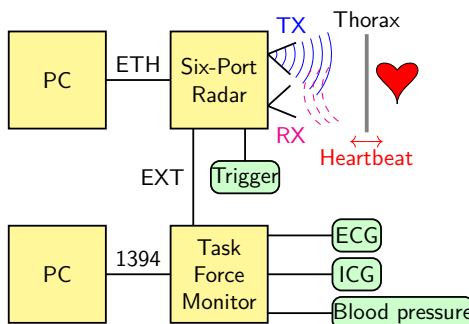 TX
Thorax
PC
ETH
Six-Port
Radar
RX
Heartbeat
EXT
Trigger
PC
1394
Task
Force
Monitor
ECG
ICG
Blood pressure